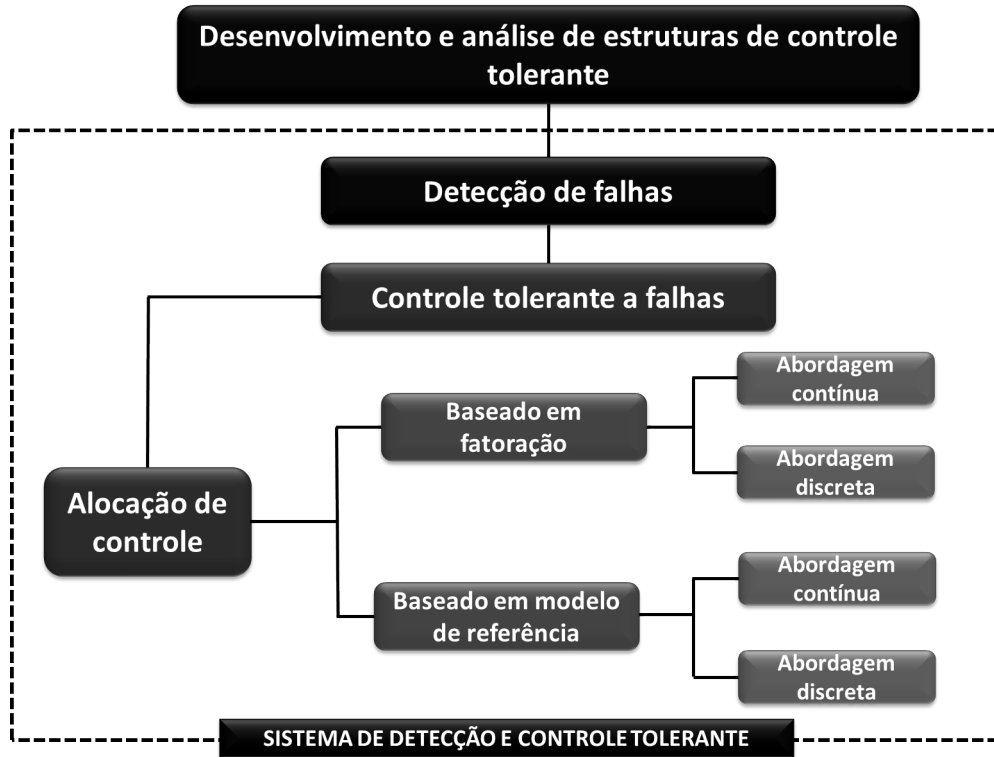 Desenvolvimento e análise de estruturas de controle
tolerante
Detecção de falhas
Controle tolerante a falhas
Abordagem
contínua
Baseado em
fatoração
Abordagem
discreta
Alocação de
controle
Abordagem
contínua
Baseado em modelo
de referência
Abordagem
discreta
SISTEMA DE DETECÇÃO E CONTROLE TOLERANTE